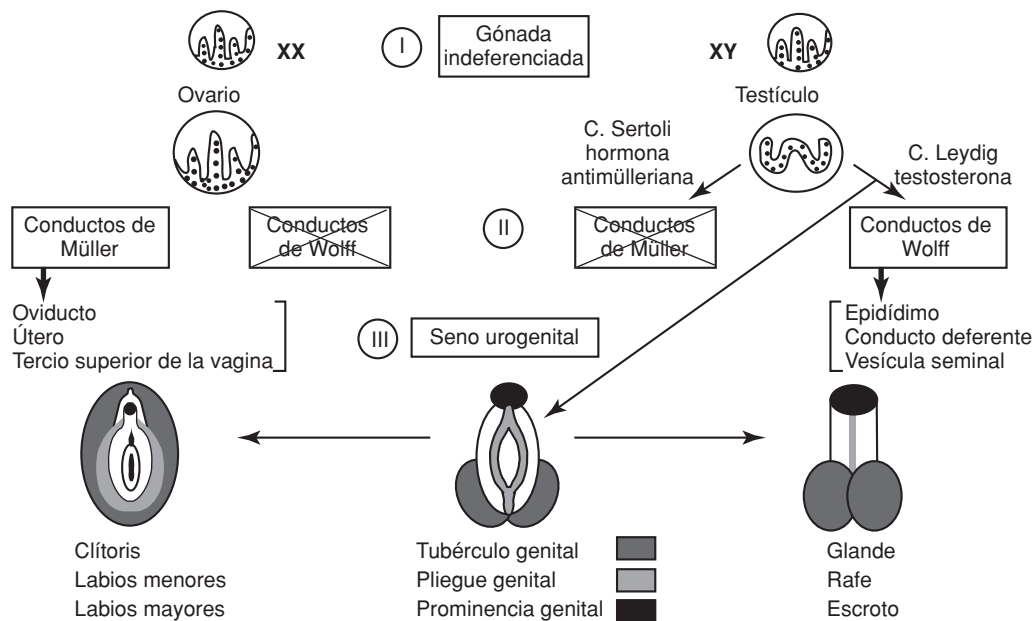 XX
I
Gónada
indeferenciada
XY
Ovario
Testículo
C. Sertoli
hormona
antimülleriana
C. Leydig
testosterona
Conductos de
Müller
Conductos
de Wolff
II
Conductos
de Müller
Conductos de
Wolff
Oviducto
Útero
Tercio superior de la vagina
III
Seno urogenital
Epidídimo
Conducto deferente
Vesícula seminal
Clítoris
Labios menores
Labios mayores
Tubérculo genital
Pliegue genital
Prominencia genital
Glande
Rafe
Escroto